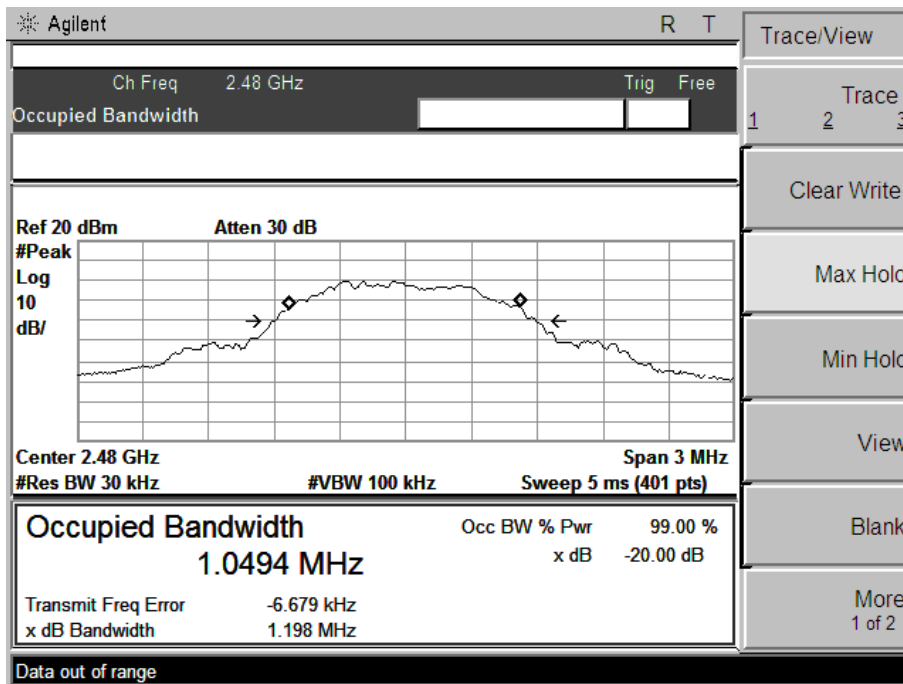 Agilent R T
Ch Freq 2.48 GHz Trig Free
Occupied Bandwidth
Ref 20 dBm Atten 30 dB
#Peak
Log
10
dB/
Center 2.48 GHz Span 3 MHz
#Res BW 30 kHz #VBW 100 kHz Sweep 5 ms (401 pts)
Occupied Bandwidth Occ BW % Pwr 99.00 %
1.0494 MHz x dB -20.00 dB
Transmit Freq Error -6.679 kHz
x dB Bandwidth 1.198 MHz
Data out of range
Trace/View
Trace
1 2 3
Clear Write
Max Hold
Min Hold
View
Blank
More
1 of 2